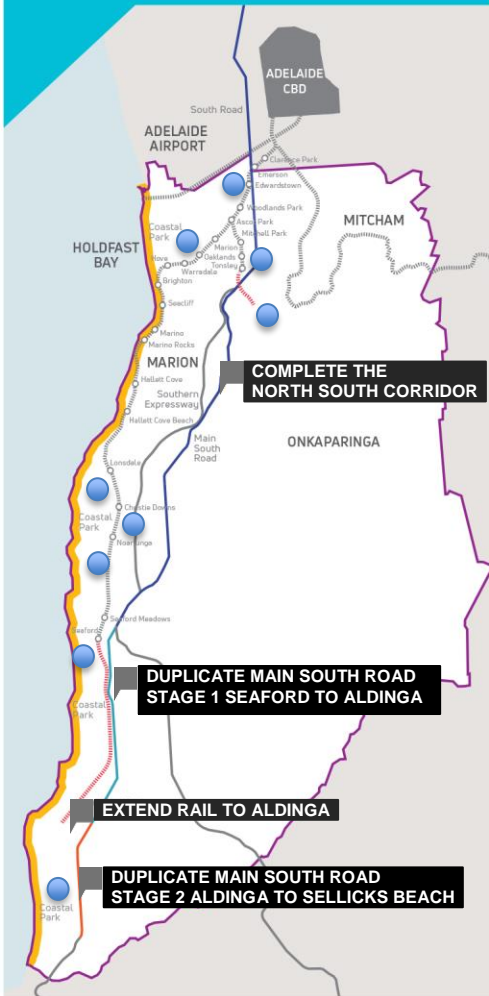 ADELAIDE
CBD
South Road
ADELAIDE
AIRPORT
Clarence Park
Emerson
Edwardstown
Woodlands Park
Ascot Park
Mitchell Park
MITCHAM
Coastal
Park
Marion
HOLDFAST
BAY
Hove
Oaklands
Warradale
Tonsley
Brighton
Seacliff
Marino
Marino Rocks
MARION
COMPLETE THE
NORTH SOUTH CORRIDOR
Hallett Cove
Southern
Expressway
Hallett Cove Beach
Main
South
Road
ONKAPARINGA
Lonsdale
Christie Downs
Coastal
Park
Noarlunga
Seaford Meadows
Seaford
DUPLICATE MAIN SOUTH ROAD
STAGE 1 SEAFORD TO ALDINGA
Coastal
Park
EXTEND RAIL TO ALDINGA
DUPLICATE MAIN SOUTH ROAD
STAGE 2 ALDINGA TO SELLICKS BEACH
Coastal
Park